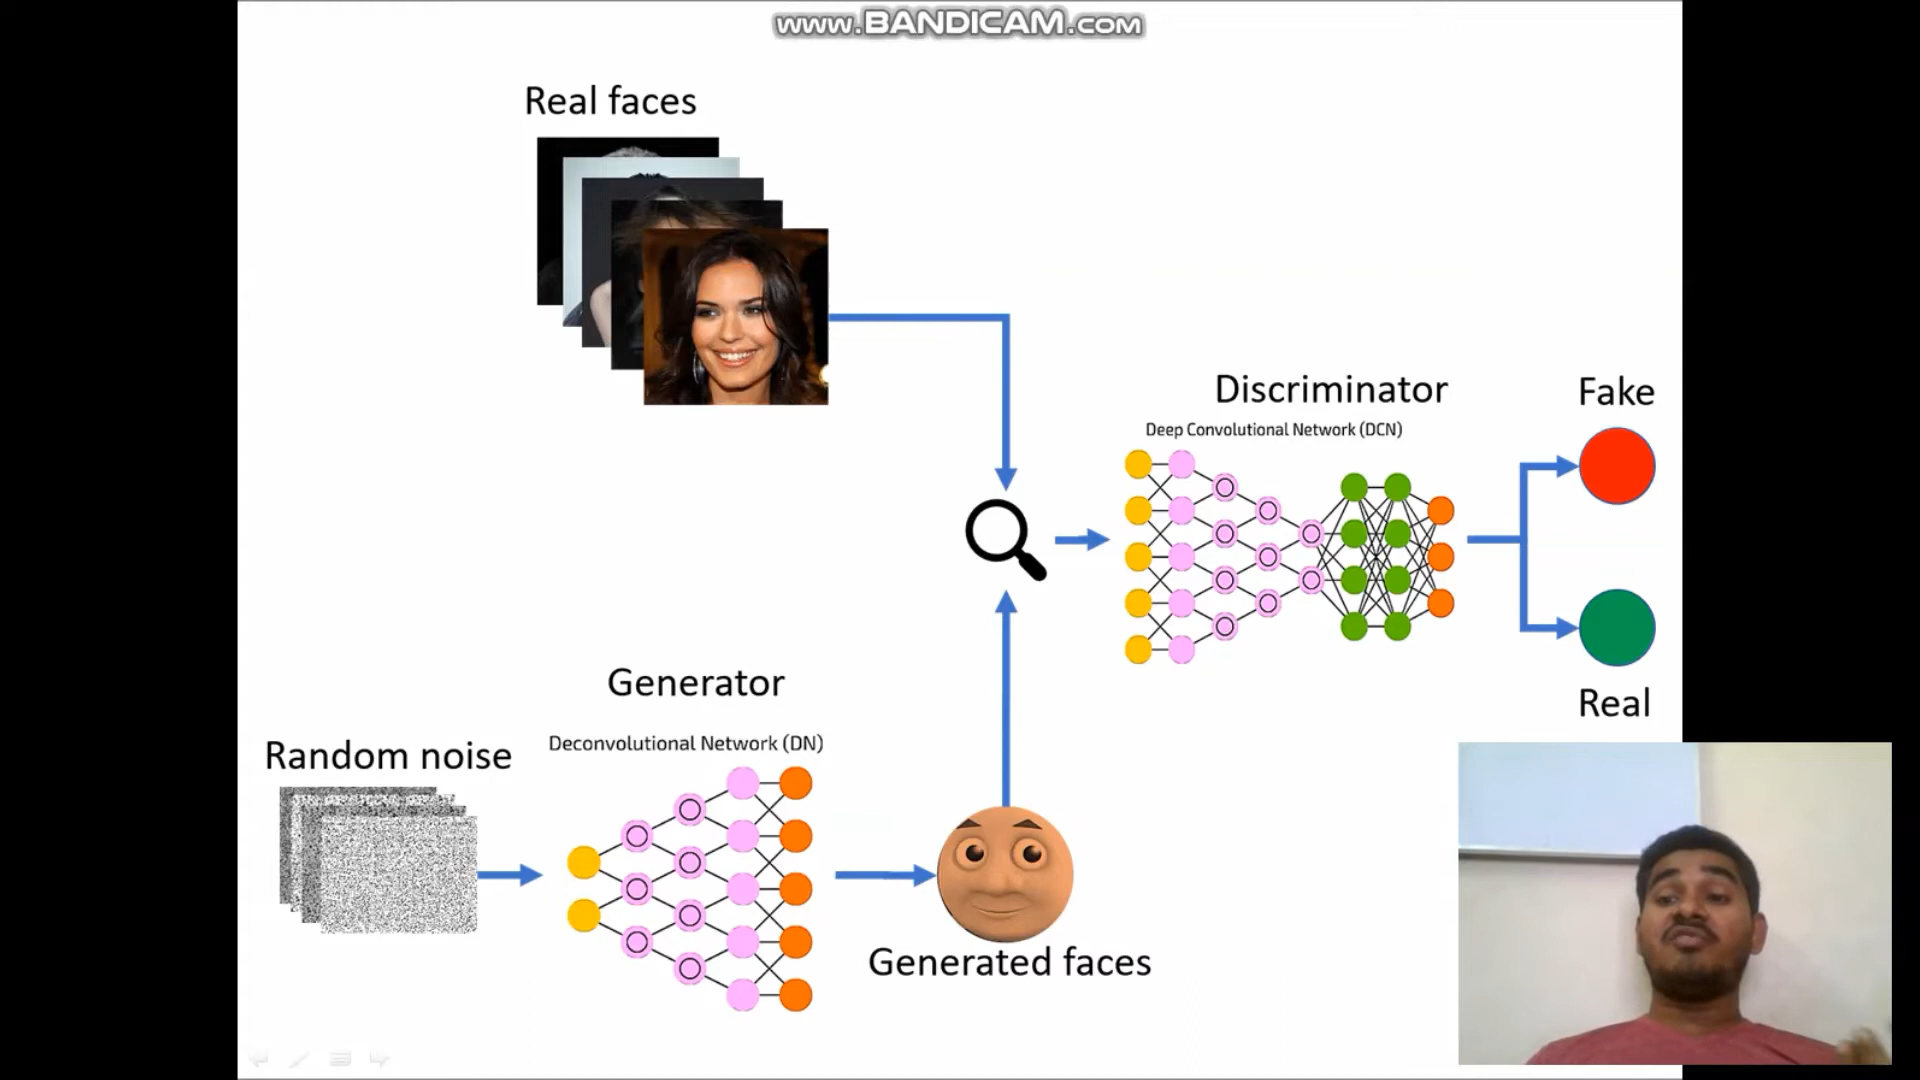 www.BANDICAM.com
Real faces
Discriminator
Deep Convolutional Network (DCN)
Fake
Real
Generator
Deconvolutional Network (DN)
Random noise
Generated faces